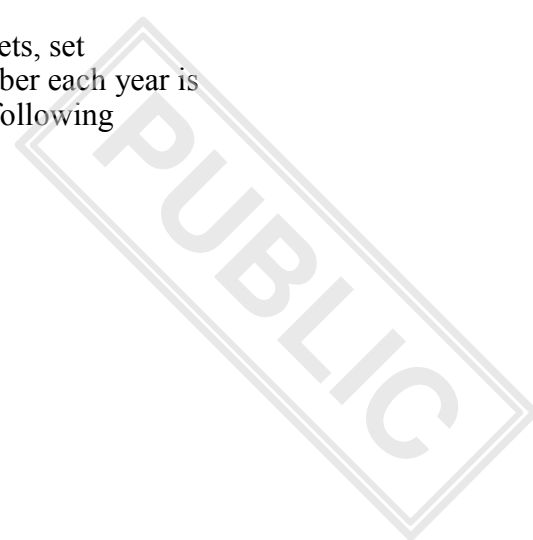 ets, set
ber each year is
following
PUBLIC